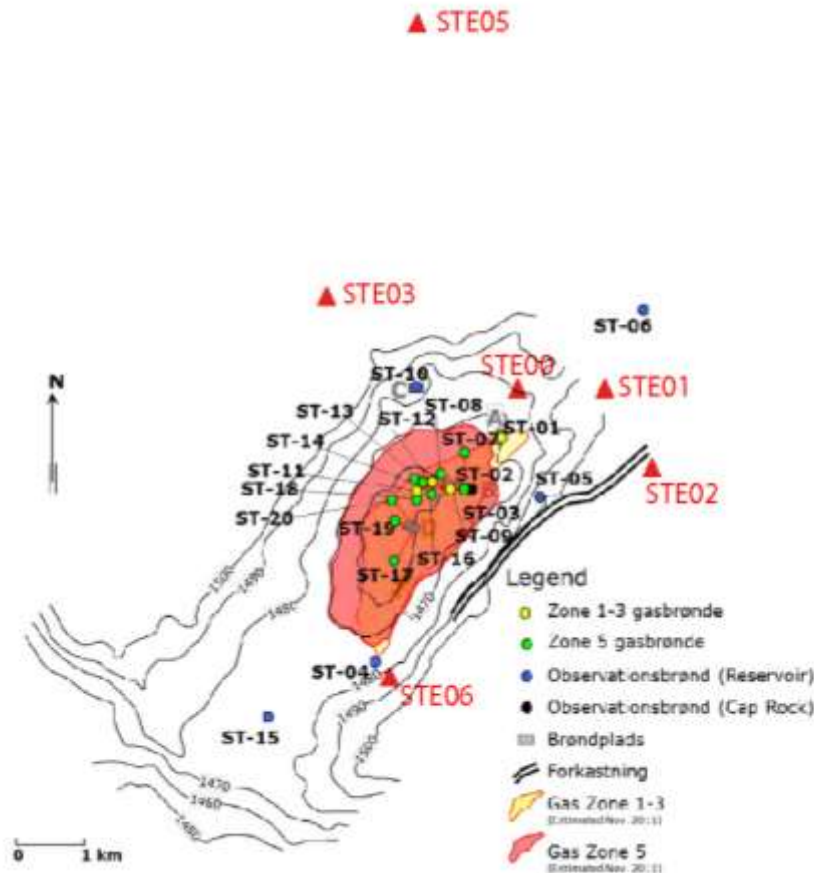 STE05
STE03
ST-06
N
ST-10
STE00
C
STE01
ST-13
ST-12
ST-08
A
ST-01
ST-14
ST-07
ST-11
ST-02
ST-05
STE02
ST-18
ST-20
ST-03
ST-19
D
ST-09
ST-16
ST-17
1500
1490
1480
1470
Legend
Zone 1-3 gasbrønde
Zone 5 gasbrønde
ST-04
1480
Observationsbrønd (Reservoir)
STE06
1490
Observationsbrønd (Cap Rock)
ST-15
Brøndplads
1500
Forkastning
1470
Gas Zone 1-3
1460
1480
0 1 km
Gas Zone 5